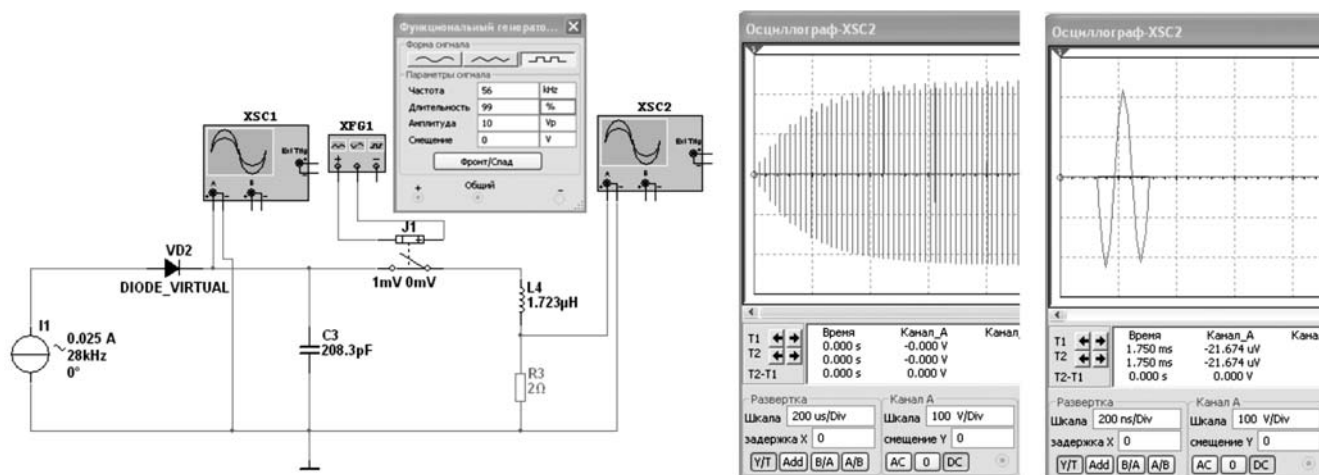 Функциональный генерато...
Форма сигнала
Параметры сигнала
Частота 56 kHz
Длительность 99 %
Амплитуда 10 Vp
Смещение 0 V
Фронт/Спад
+ Общий −
XSC1
Ext Trig
A B
XFG1
XSC2
Ext Trig
A B
J1
1mV 0mV
VD2
DIODE_VIRTUAL
I1
0.025 A
28kHz
0°
C3
208.3pF
L4
1.723µH
R3
2Ω
Осциллограф-XSC2
Время Канал_A Канал_
T1 0.000 s -0.000 V
T2 0.000 s -0.000 V
T2-T1 0.000 s 0.000 V
Развертка Канал A
Шкала 200 us/Div Шкала 100 V/Div
задержка X 0 смещение Y 0
Y/T Add B/A A/B AC 0 DC
Осциллограф-XSC2
Время Канал_A Кана
T1 1.750 ms -21.674 uV
T2 1.750 ms -21.674 uV
T2-T1 0.000 s 0.000 V
Развертка Канал A
Шкала 200 ns/Div Шкала 100 V/Div
задержка X 0 смещение Y 0
Y/T Add B/A A/B AC 0 DC